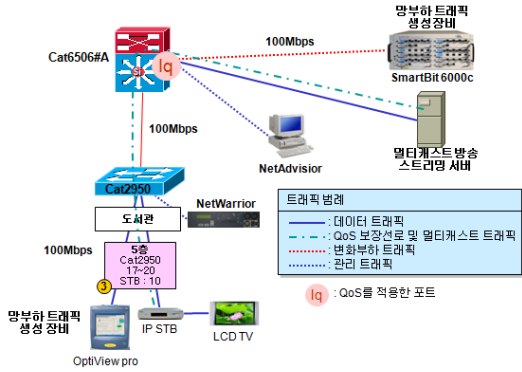 망부하 트래픽
생성장비
100Mbps
Cat6506#A
Si
Iq
SmartBit 6000c
100Mbps
NetAdvisior
멀티캐스트 방송
스트리밍 서버
Cat2950
NetWarrior
도서관
100Mbps
5층
Cat2950
17~20
STB : 10
3
망부하 트래픽
생성 장비
IP STB
LCD TV
OptiView pro
트래픽 범례
: 데이터 트래픽
: QoS 보장선로 및 멀티캐스트 트래픽
: 변화부하 트래픽
: 관리 트래픽
Iq : QoS를 적용한 포트